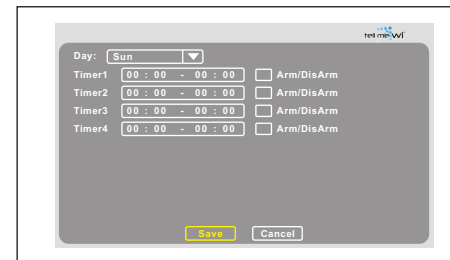 tell me Wi
Day: Sun
Timer1 00 : 00 - 00 : 00 Arm/DisArm
Timer2 00 : 00 - 00 : 00 Arm/DisArm
Timer3 00 : 00 - 00 : 00 Arm/DisArm
Timer4 00 : 00 - 00 : 00 Arm/DisArm
Save Cancel